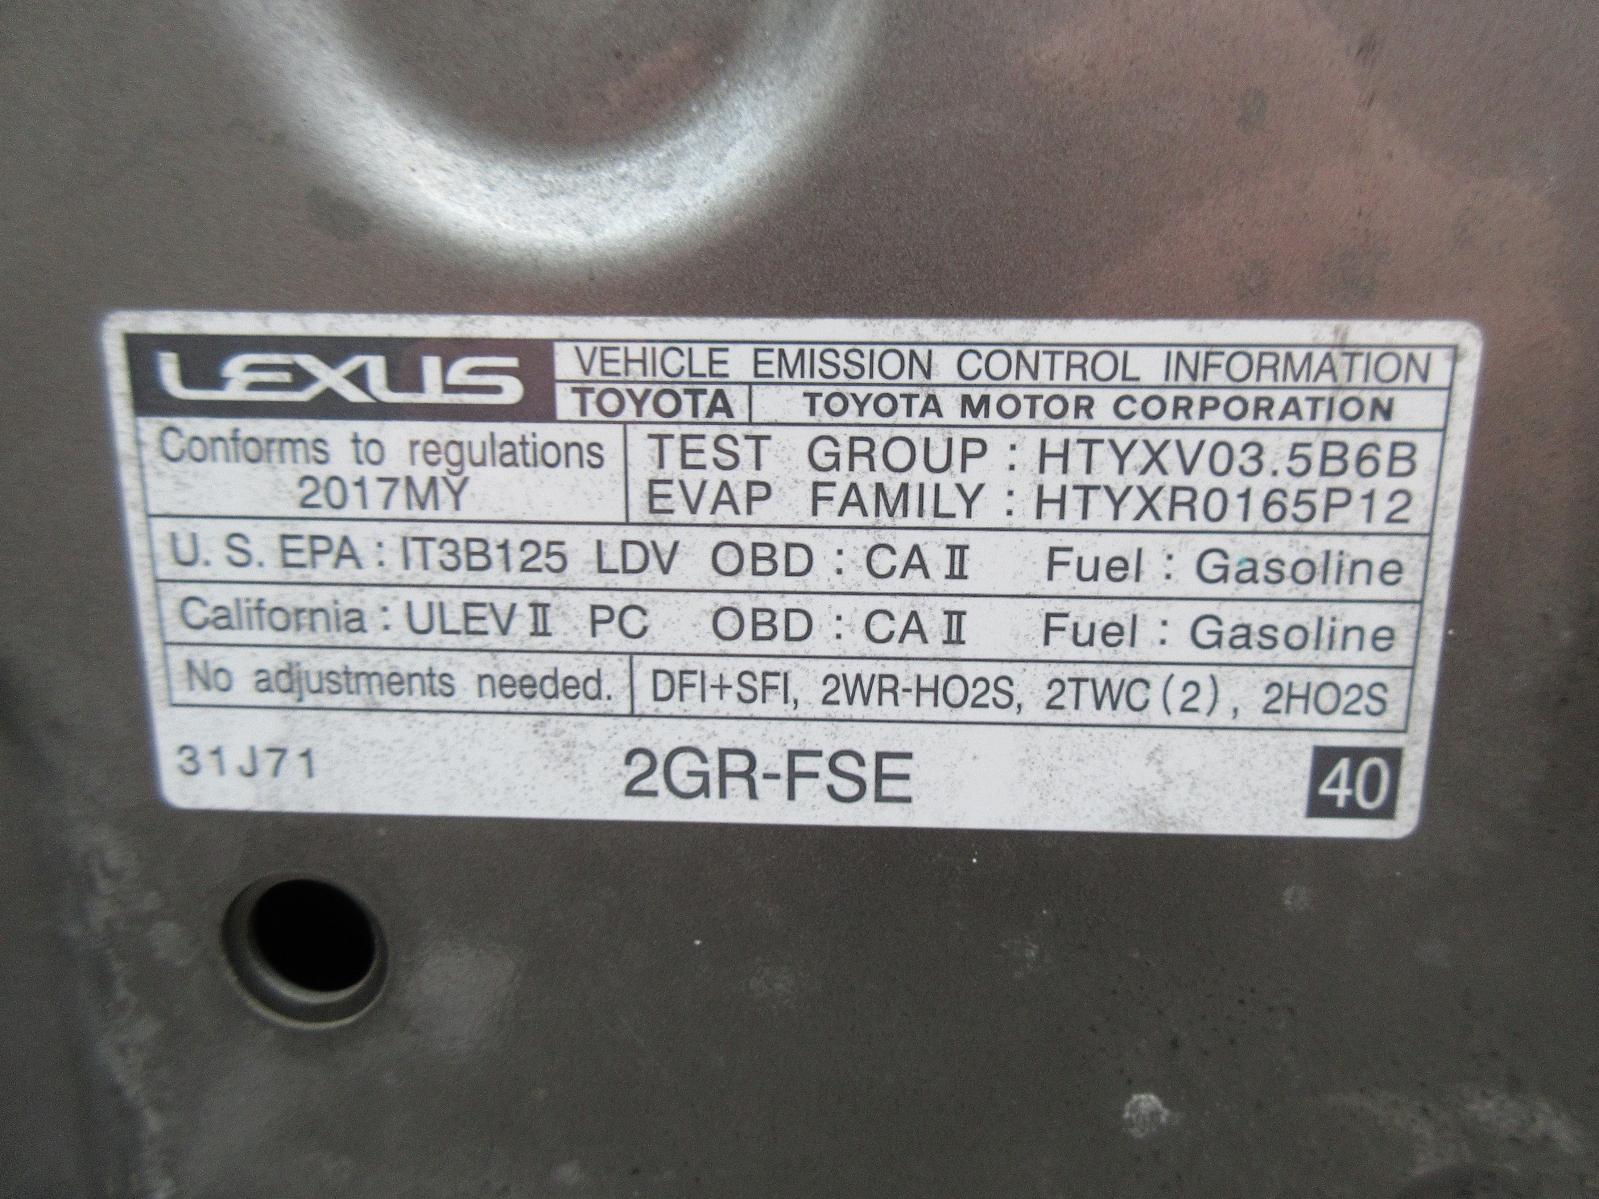 LEXUS VEHICLE EMISSION CONTROL INFORMATION
TOYOTA TOYOTA MOTOR CORPORATION
Conforms to regulations
2017MY
TEST GROUP : HTYXV03.5B6B
EVAP FAMILY : HTYXR0165P12
U. S. EPA : IT3B125 LDV OBD : CA II Fuel : Gasoline
California : ULEV II PC OBD : CA II Fuel : Gasoline
No adjustments needed. DFI+SFI, 2WR-HO2S, 2TWC (2), 2HO2S
31J71 2GR-FSE 40